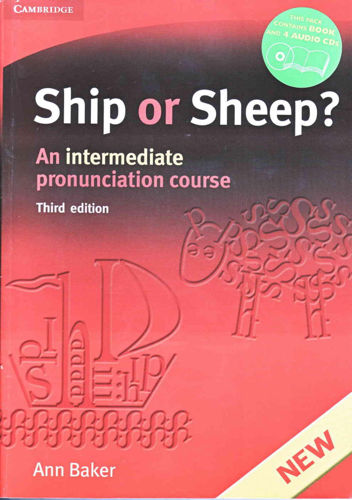 CAMBRIDGE
THIS PACK
CONTAINS BOOK
AND 4 AUDIO CDs
Ship or Sheep?
An intermediate
pronunciation course
Third edition
Ship
NEW
Ann Baker